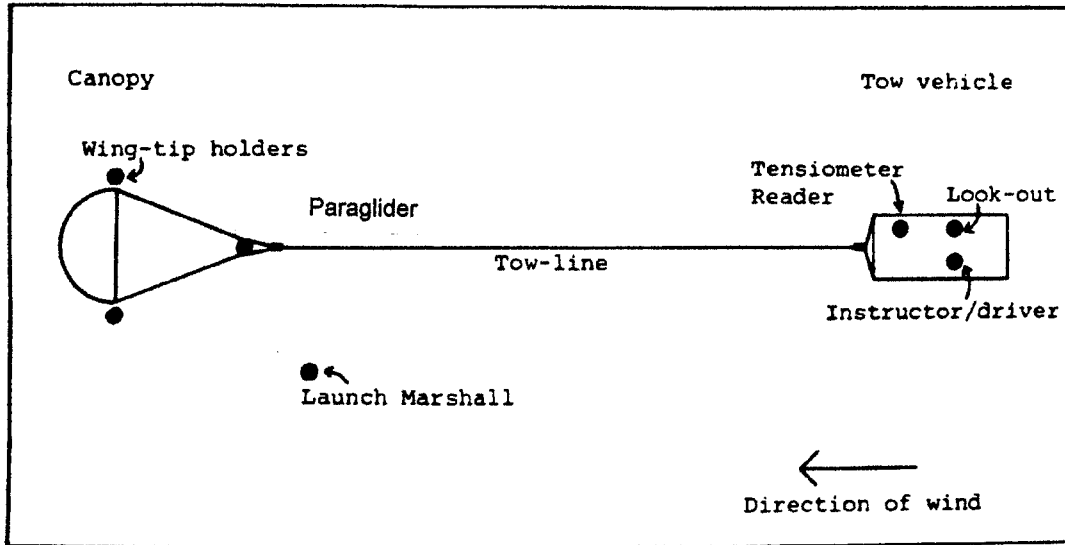 Canopy
Tow vehicle
Wing-tip holders
Tensiometer
Reader
Look-out
Paraglider
Tow-line
Instructor/driver
Launch Marshall
Direction of wind